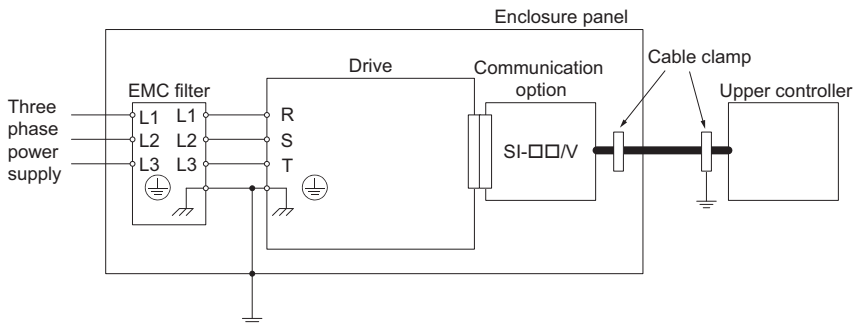 Enclosure panel
Drive
Communication
option
Cable clamp
EMC filter
Upper controller
Three
phase
power
supply
L1 L1 R
L2 L2 S
L3 L3 T
SI-□□/V